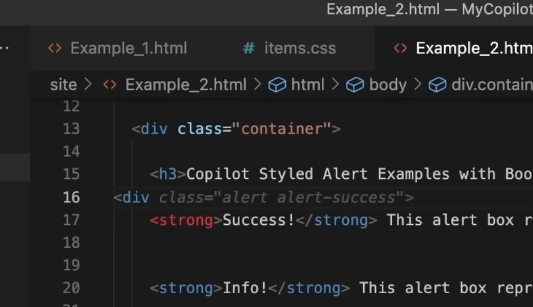 Example_2.html — MyCopilot
Example_1.html # items.css Example_2.htm
site > Example_2.html > html > body > div.contain
12
13 <div class="container">
14
15 <h3>Copilot Styled Alert Examples with Boo
16 <div class="alert alert-success">
17 <strong>Success!</strong> This alert box r
18
19
20 <strong>Info!</strong> This alert box repr